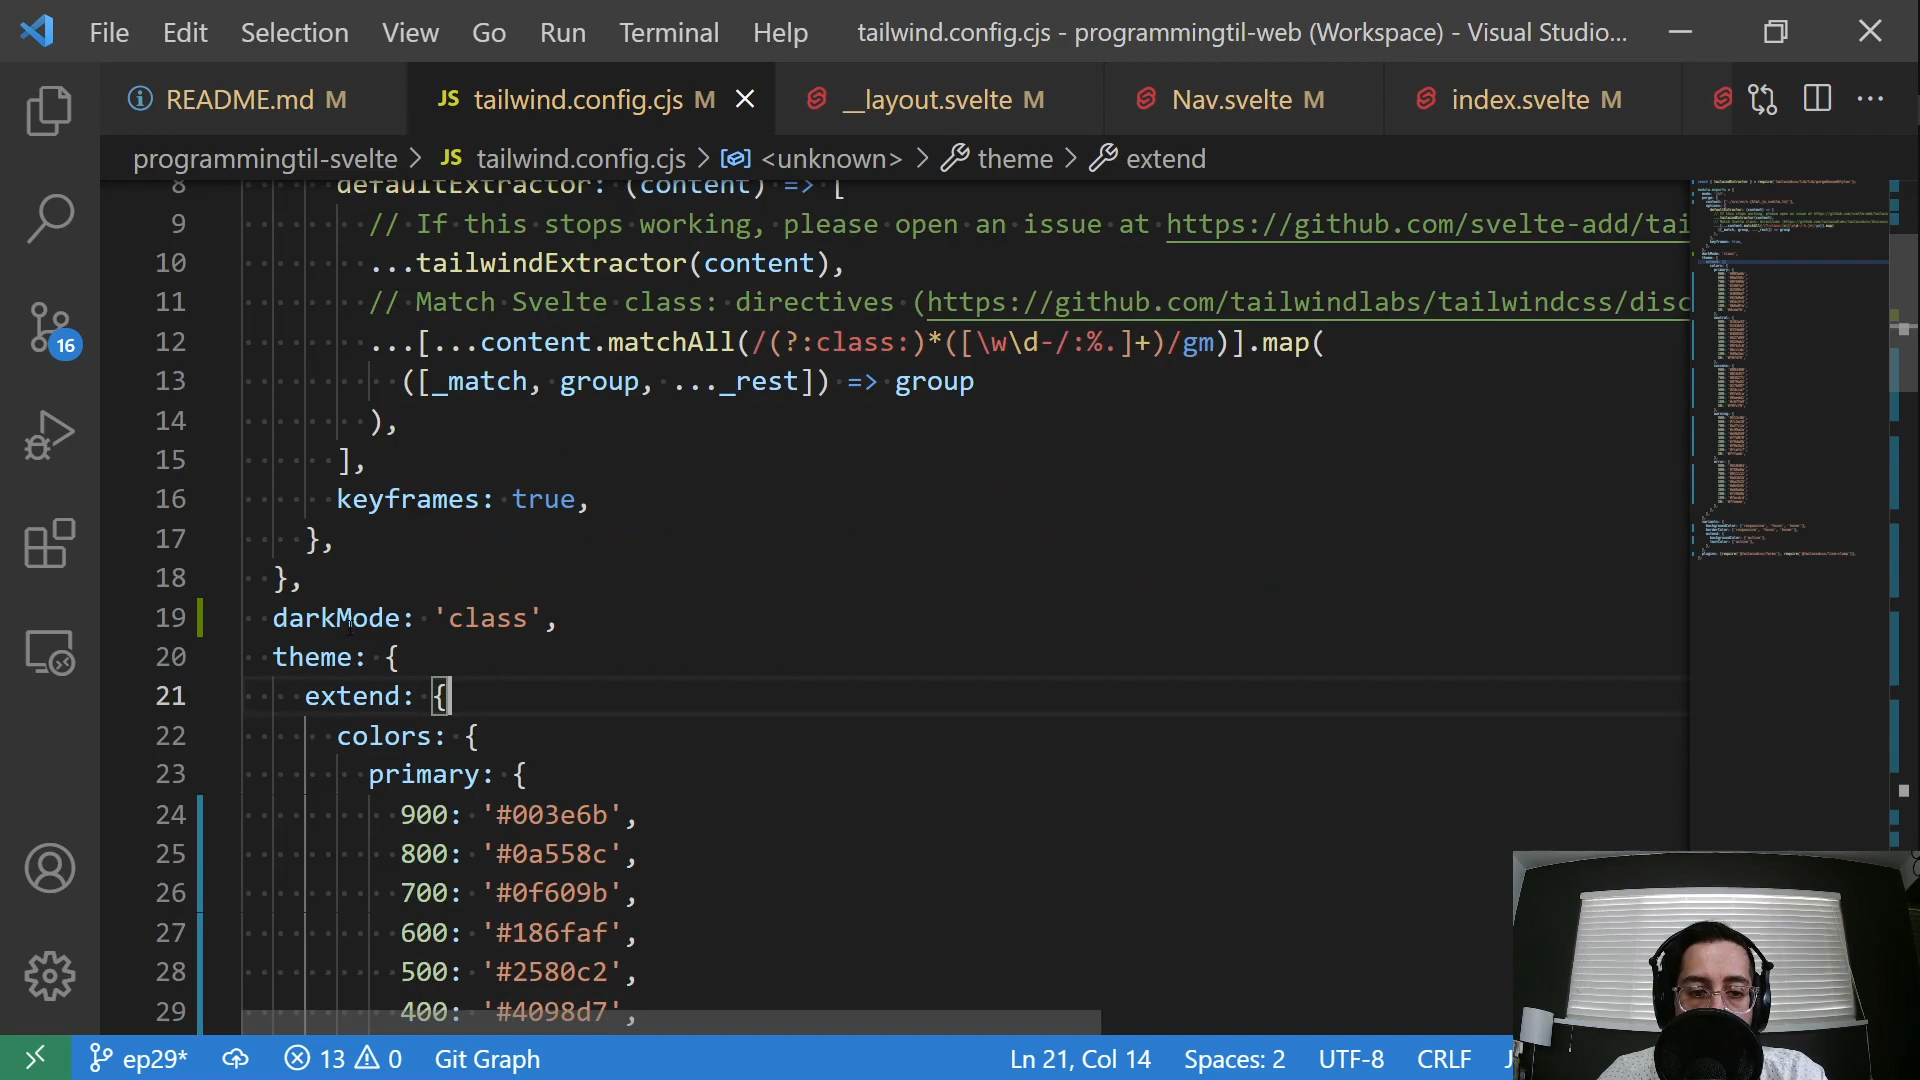 File Edit Selection View Go Run Terminal Help tailwind.config.cjs - programmingtil-web (Workspace) - Visual Studio...
README.md M JS tailwind.config.cjs M __layout.svelte M Nav.svelte M index.svelte M
programmingtil-svelte > JS tailwind.config.cjs > <unknown> > theme > extend
8 defaultExtractor: (content) => [
9 // If this stops working, please open an issue at https://github.com/svelte-add/tai
10 ...tailwindExtractor(content),
11 // Match Svelte class: directives (https://github.com/tailwindlabs/tailwindcss/disc
12 ...[...content.matchAll(/(?:class:)*([\w\d-/:%.]+)/gm)].map(
13 ([_match, group, ..._rest]) => group
14 ),
15 ],
16 keyframes: true,
17 },
18 },
19 darkMode: 'class',
20 theme: {
21 extend: {
22 colors: {
23 primary: {
24 900: '#003e6b',
25 800: '#0a558c',
26 700: '#0f609b',
27 600: '#186faf',
28 500: '#2580c2',
29 400: '#4098d7',
16
ep29* 13 0 Git Graph Ln 21, Col 14 Spaces: 2 UTF-8 CRLF